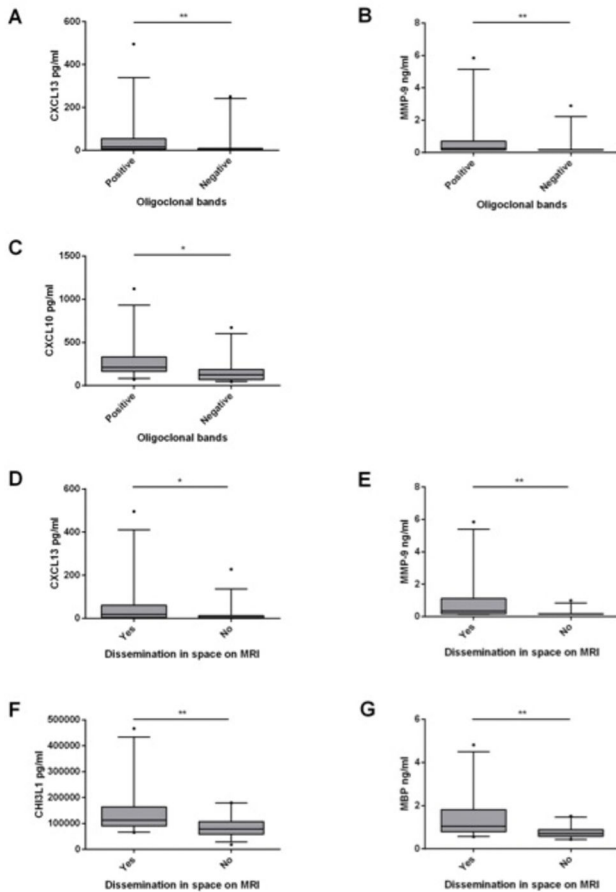 A
**
CXCL13 pg/ml
600
400
200
0
Positive
Negative
Oligoclonal bands
B
**
MMP-9 ng/ml
8
6
4
2
0
Positive
Negative
Oligoclonal bands
C
*
CXCL10 pg/ml
1500
1000
500
0
Positive
Negative
Oligoclonal bands
D
*
CXCL13 pg/ml
600
400
200
0
Yes
No
Dissemination in space on MRI
E
**
MMP-9 ng/ml
8
6
4
2
0
Yes
No
Dissemination in space on MRI
F
**
CHI3L1 pg/ml
500000
400000
300000
200000
100000
0
Yes
No
Dissemination in space on MRI
G
**
MBP ng/ml
6
4
2
0
Yes
No
Dissemination in space on MRI